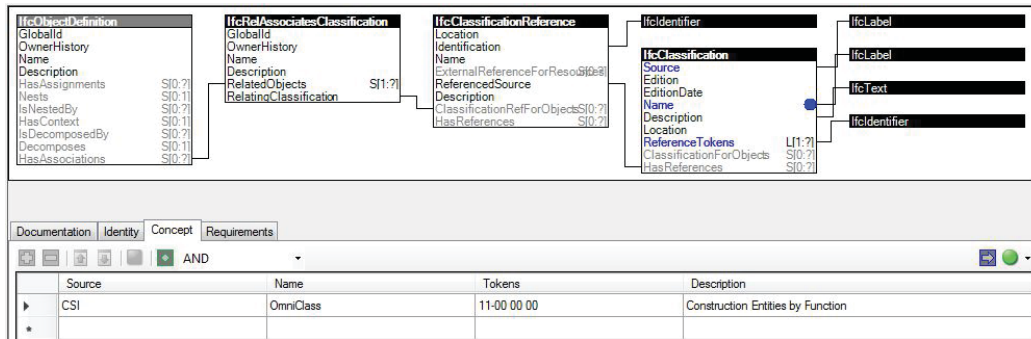 IfcObjectDefinition
GlobalId
OwnerHistory
Name
Description
HasAssignments S[0:?]
Nests S[0:1]
IsNestedBy S[0:?]
HasContext S[0:1]
IsDecomposedBy S[0:?]
Decomposes S[0:1]
HasAssociations S[0:?]
IfcRelAssociatesClassification
GlobalId
OwnerHistory
Name
Description
RelatedObjects S[1:?]
RelatingClassification
IfcClassificationReference
Location
Identification
Name
ExternalReferenceForResources S[0:?]
ReferencedSource
Description
ClassificationRefForObjects S[0:?]
HasReferences S[0:?]
IfcIdentifier
IfcClassification
Source
Edition
EditionDate
Name
Description
Location
ReferenceTokens L[1:?]
ClassificationForObjects S[0:?]
HasReferences S[0:?]
IfcLabel
IfcLabel
IfcText
IfcIdentifier
Documentation Identity Concept Requirements
AND
Source Name Tokens Description
CSI OmniClass 11-00 00 00 Construction Entities by Function